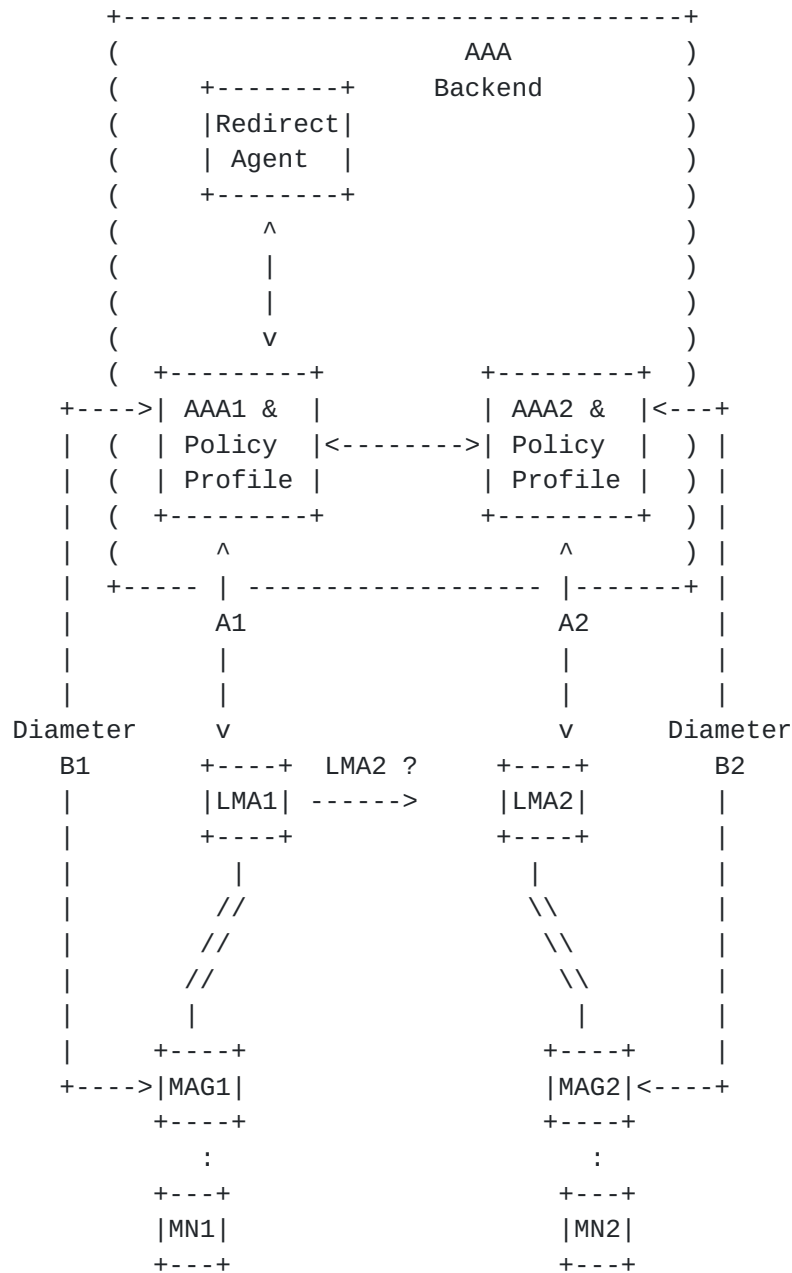 AAA
Backend
Redirect
Agent
AAA1 & AAA2 &
Policy Policy
Profile Profile
A1 A2
Diameter Diameter
B1 LMA2 ? B2
LMA1 LMA2
MAG1 MAG2
MN1 MN2